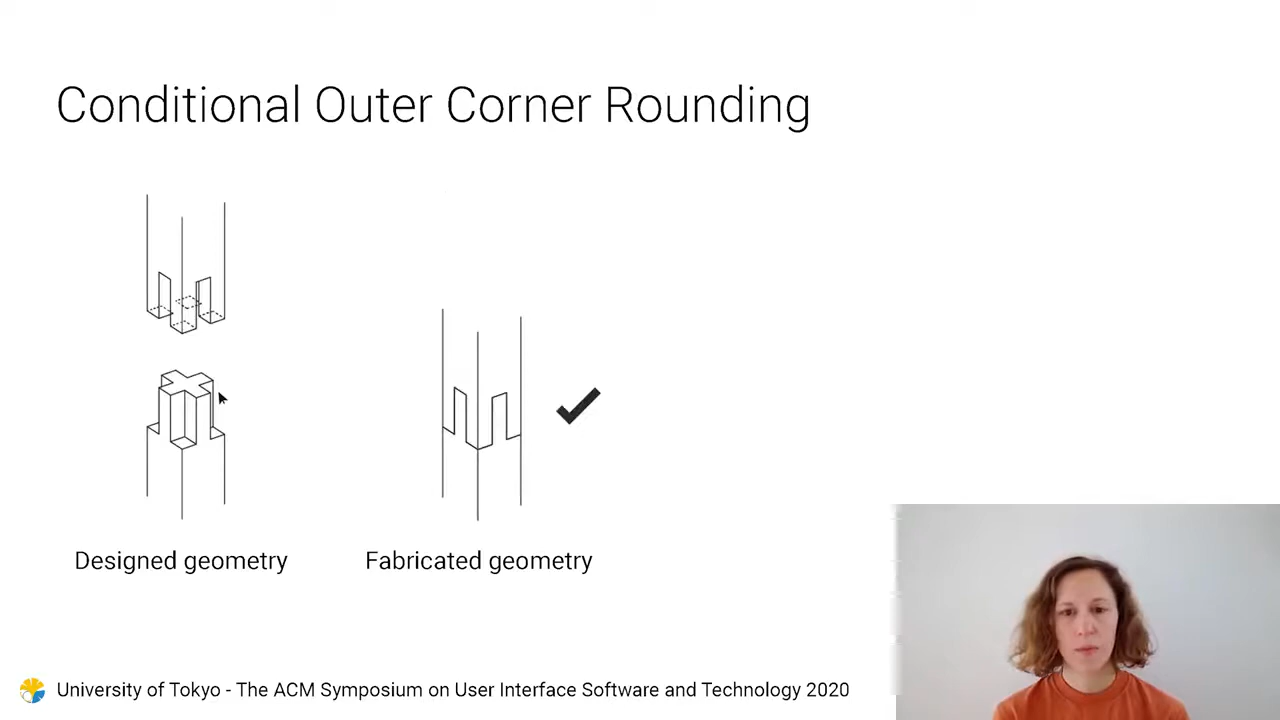 Conditional Outer Corner Rounding
Designed geometry
Fabricated geometry
University of Tokyo - The ACM Symposium on User Interface Software and Technology 2020